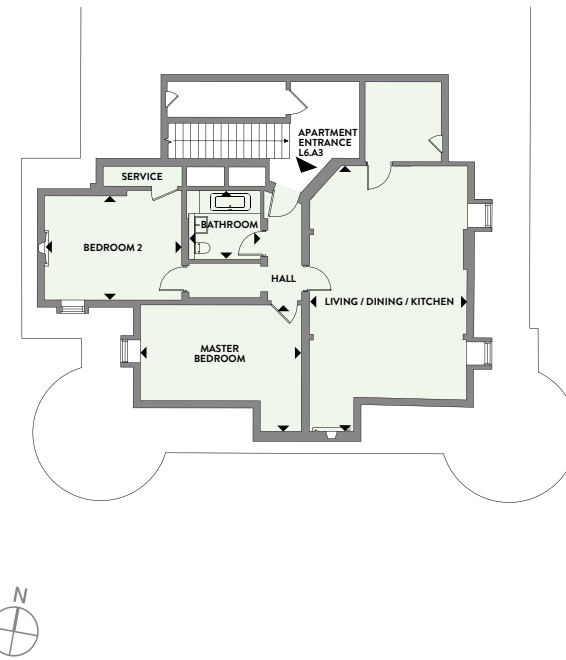 APARTMENT
ENTRANCE
L6.A3
SERVICE
BATHROOM
BEDROOM 2
HALL
LIVING / DINING / KITCHEN
MASTER
BEDROOM
N